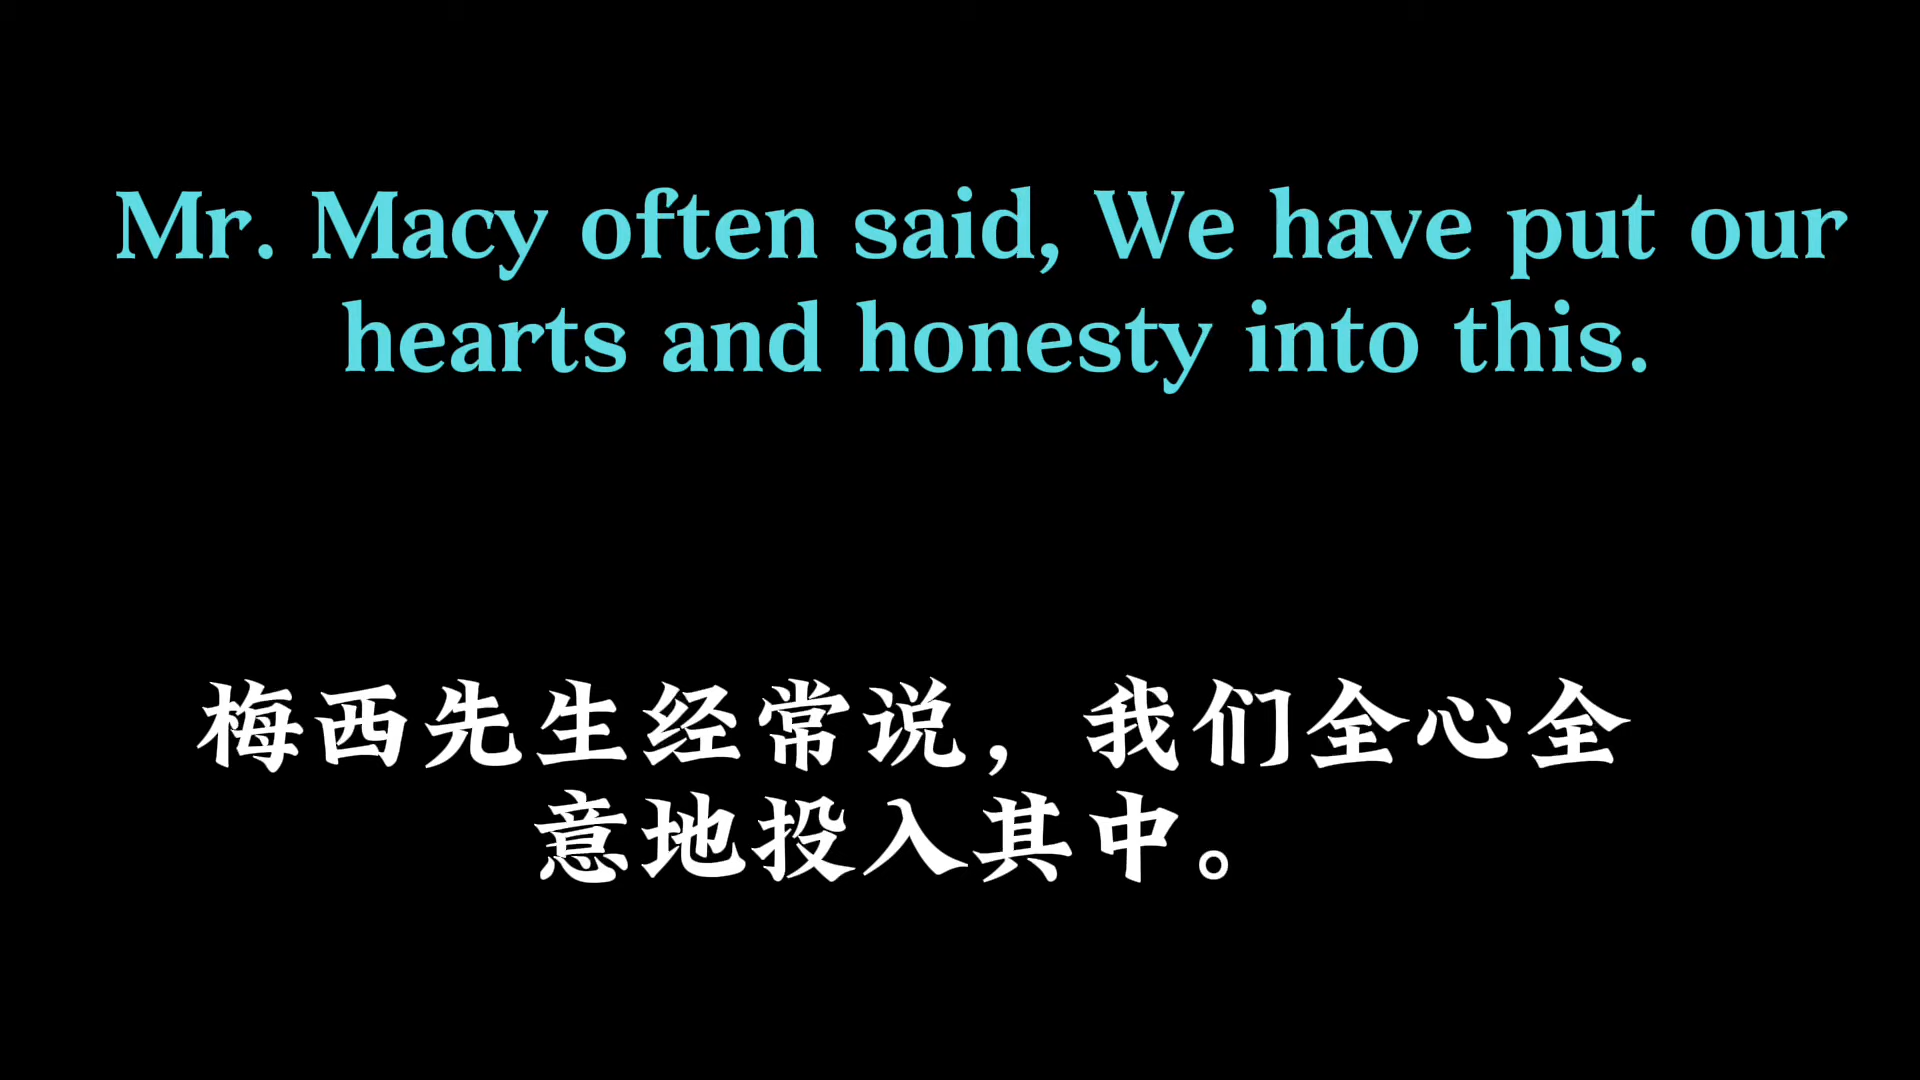 Mr. Macy often said, We have put our
hearts and honesty into this.
梅西先生经常说，我们全心全
意地投入其中。